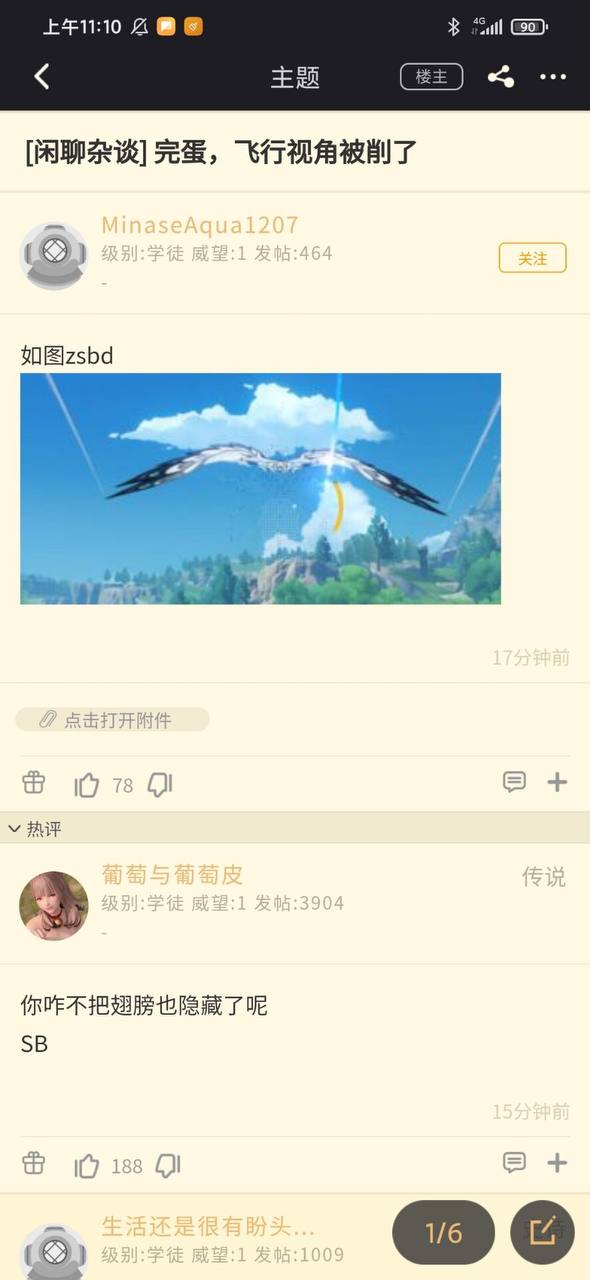 上午11:10
4G
90
主题
楼主
[闲聊杂谈] 完蛋，飞行视角被削了
MinaseAqua1207
级别:学徒 威望:1 发帖:464
-
关注
如图zsbd
17分钟前
点击打开附件
78
热评
葡萄与葡萄皮
传说
级别:学徒 威望:1 发帖:3904
-
你咋不把翅膀也隐藏了呢
SB
15分钟前
188
生活还是很有盼头...
级别:学徒 威望:1 发帖:1009
1/6